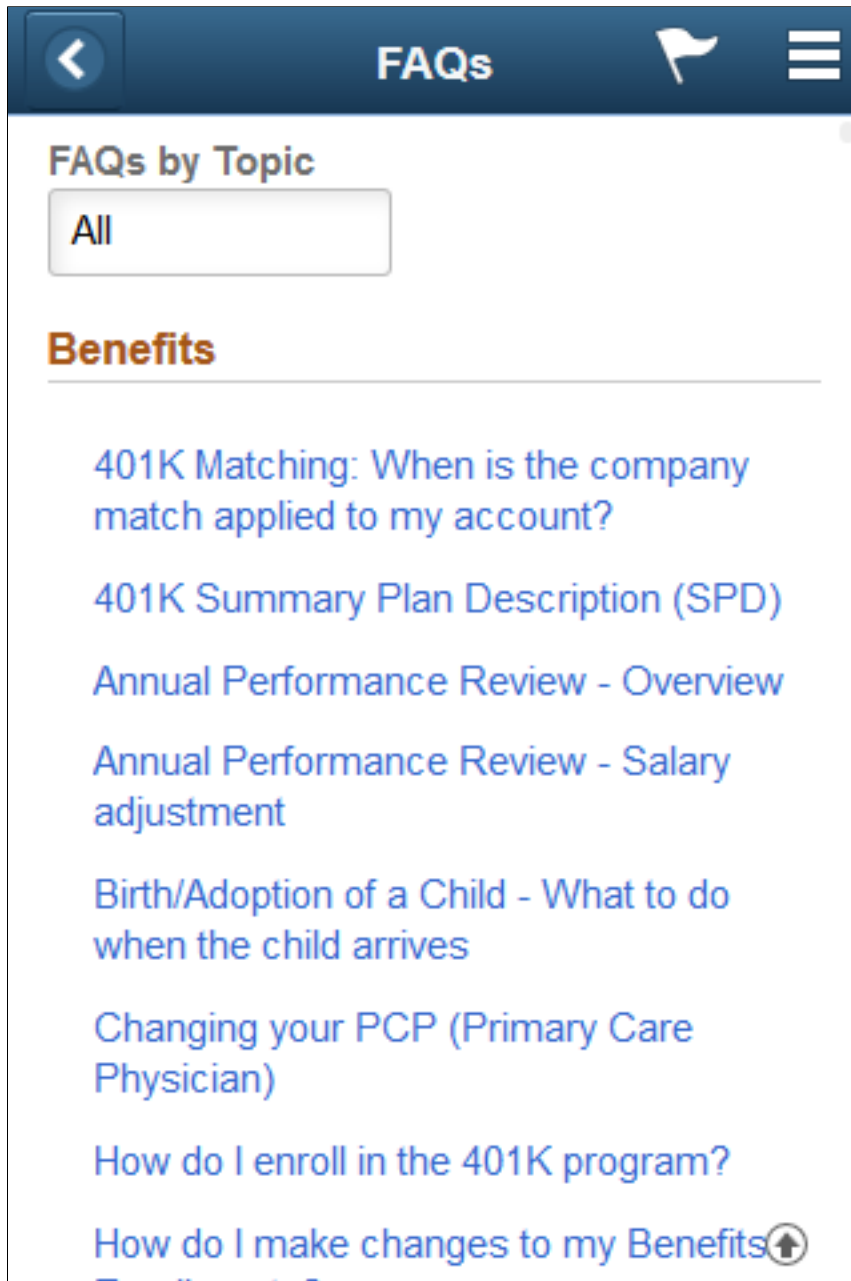 FAQs
FAQs by Topic
All
Benefits
401K Matching: When is the company
match applied to my account?
401K Summary Plan Description (SPD)
Annual Performance Review - Overview
Annual Performance Review - Salary
adjustment
Birth/Adoption of a Child - What to do
when the child arrives
Changing your PCP (Primary Care
Physician)
How do I enroll in the 401K program?
How do I make changes to my Benefits